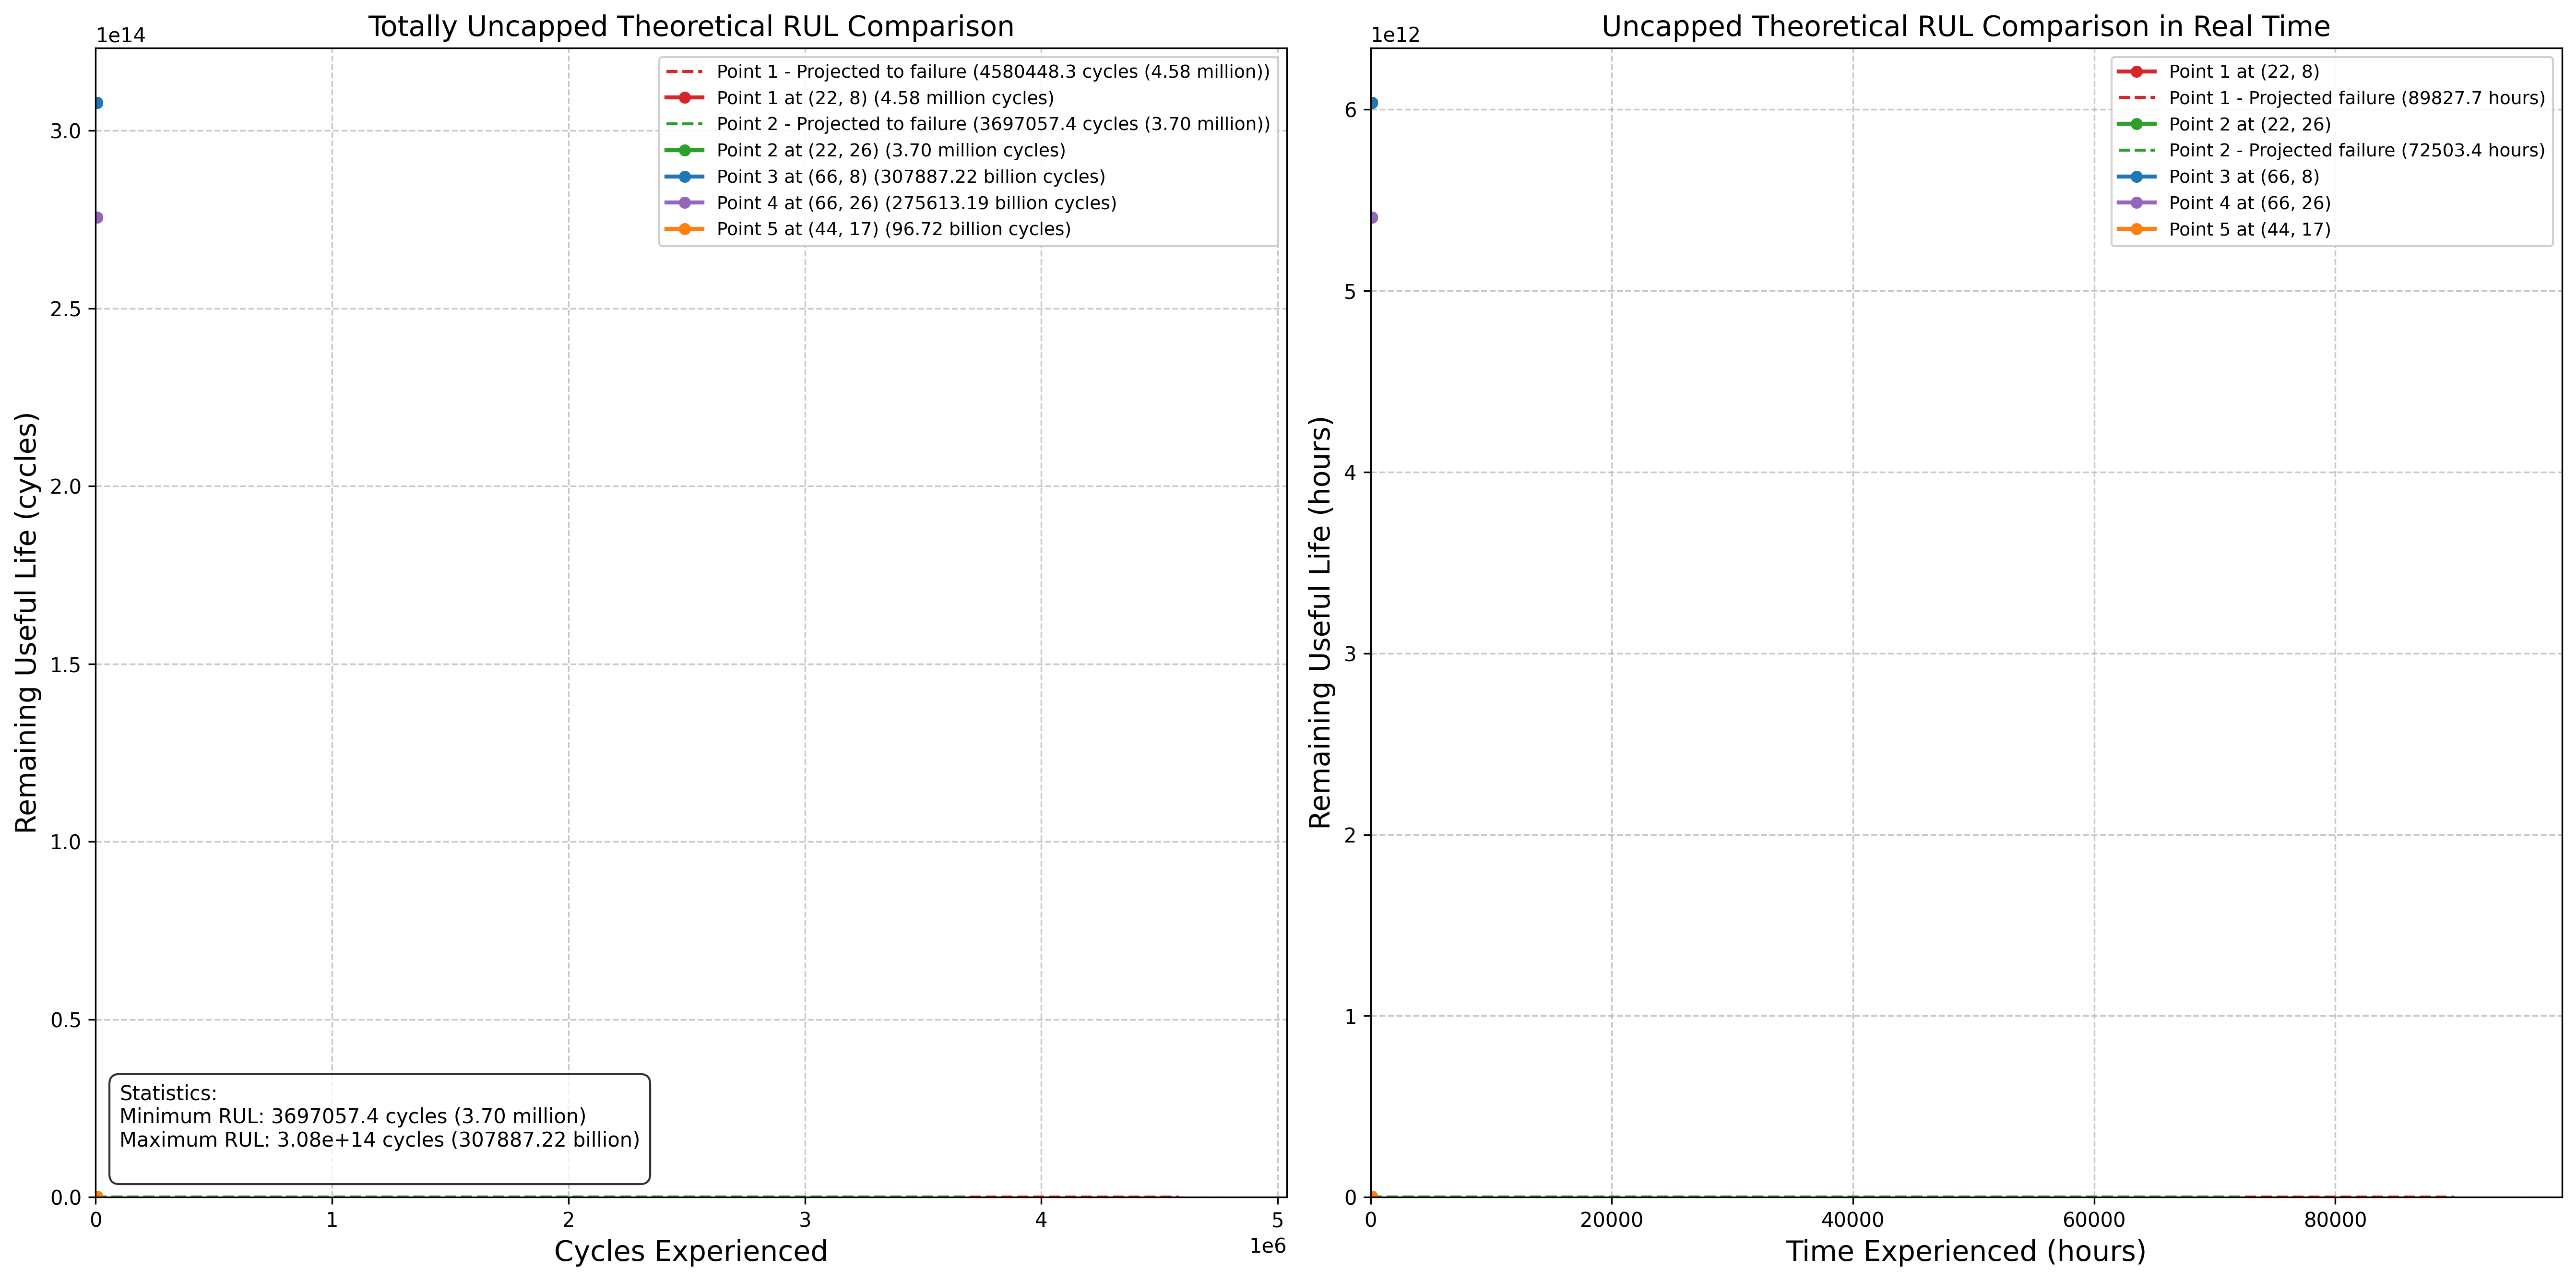 Totally Uncapped Theoretical RUL Comparison
1e14
Point 1 - Projected to failure (4580448.3 cycles (4.58 million))
Point 1 at (22, 8) (4.58 million cycles)
Point 2 - Projected to failure (3697057.4 cycles (3.70 million))
Point 2 at (22, 26) (3.70 million cycles)
Point 3 at (66, 8) (307887.22 billion cycles)
Point 4 at (66, 26) (275613.19 billion cycles)
Point 5 at (44, 17) (96.72 billion cycles)
3.0
2.5
2.0
1.5
1.0
0.5
0.0
Remaining Useful Life (cycles)
Statistics:
Minimum RUL: 3697057.4 cycles (3.70 million)
Maximum RUL: 3.08e+14 cycles (307887.22 billion)
0 1 2 3 4 5
1e6
Cycles Experienced
Uncapped Theoretical RUL Comparison in Real Time
1e12
Point 1 at (22, 8)
Point 1 - Projected failure (89827.7 hours)
Point 2 at (22, 26)
Point 2 - Projected failure (72503.4 hours)
Point 3 at (66, 8)
Point 4 at (66, 26)
Point 5 at (44, 17)
6
5
4
3
2
1
0
Remaining Useful Life (hours)
0 20000 40000 60000 80000
Time Experienced (hours)